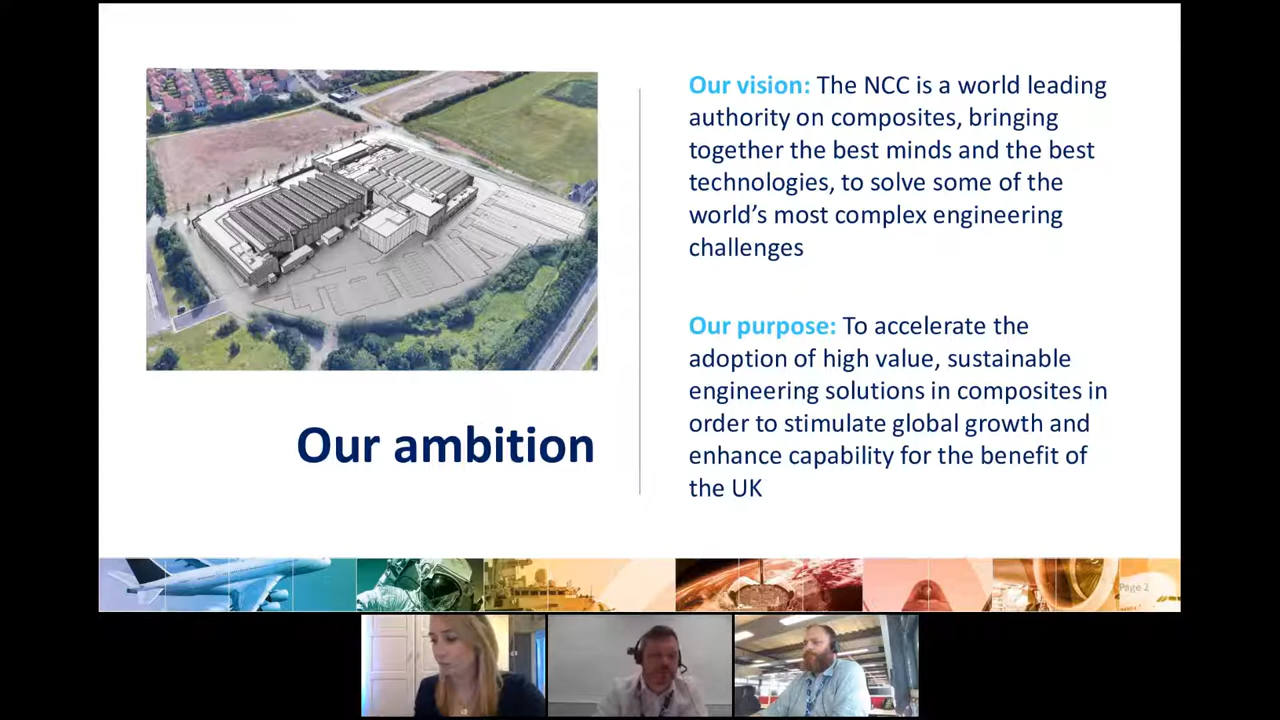 Our vision: The NCC is a world leading
authority on composites, bringing
together the best minds and the best
technologies, to solve some of the
world's most complex engineering
challenges
Our purpose: To accelerate the
adoption of high value, sustainable
engineering solutions in composites in
order to stimulate global growth and
enhance capability for the benefit of
the UK
Our ambition
Page 2